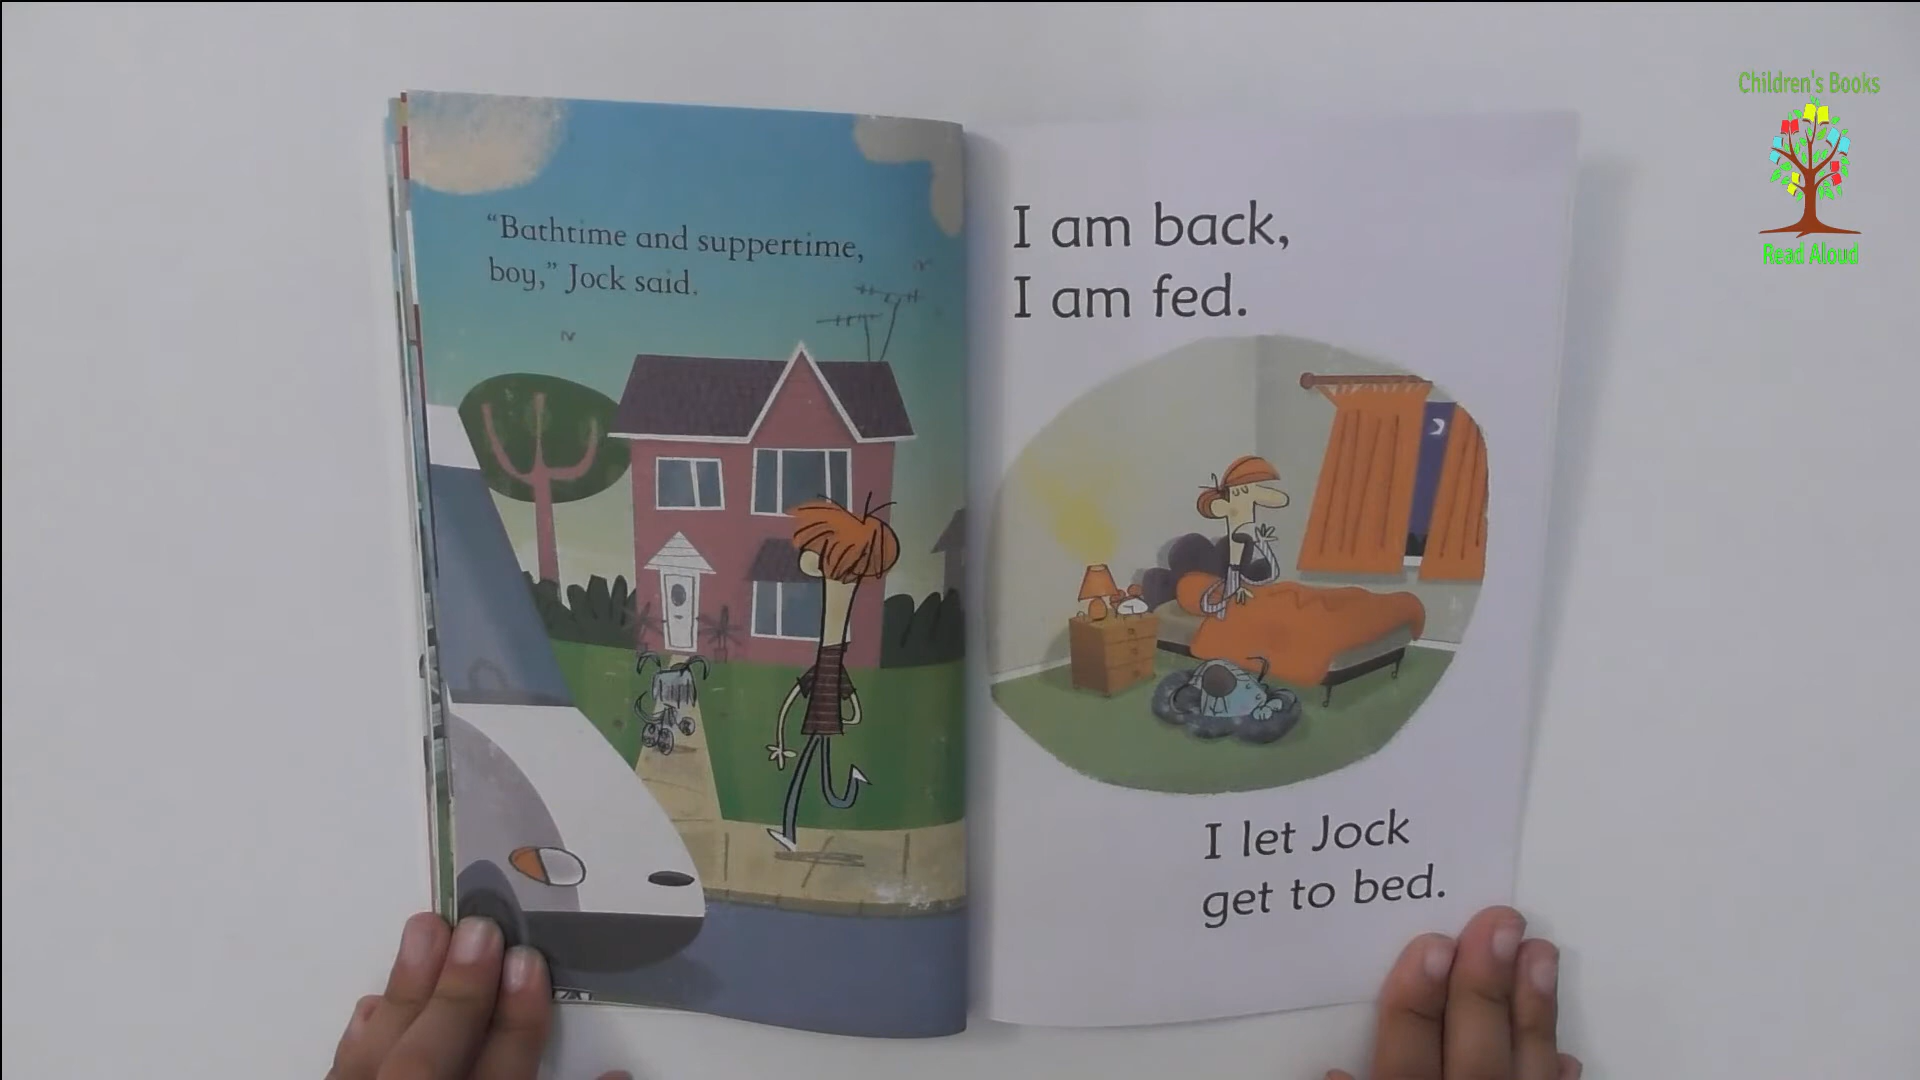 “Bathtime and suppertime,
boy,” Jock said.
I am back,
I am fed.
I let Jock
get to bed.
Children's Books
Read Aloud